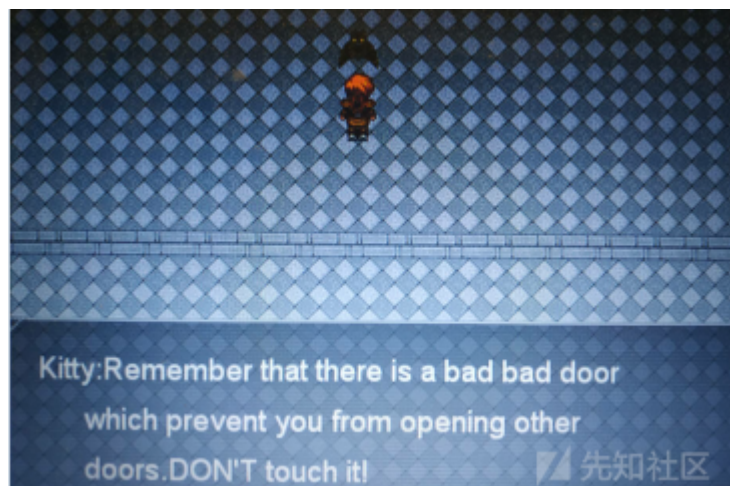 Kitty:Remember that there is a bad bad door
which prevent you from opening other
doors.DON'T touch it!
先知社区